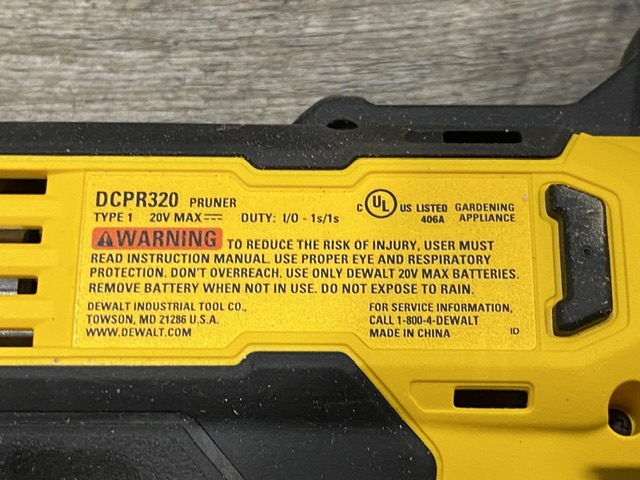 DCPR320 PRUNER
TYPE 1 20V MAX ⎓ DUTY: I/O - 1s/1s
C UL US LISTED 406A GARDENING APPLIANCE
WARNING TO REDUCE THE RISK OF INJURY, USER MUST
READ INSTRUCTION MANUAL. USE PROPER EYE AND RESPIRATORY
PROTECTION. DON'T OVERREACH. USE ONLY DEWALT 20V MAX BATTERIES.
REMOVE BATTERY WHEN NOT IN USE. DO NOT EXPOSE TO RAIN.
DEWALT INDUSTRIAL TOOL CO.,
TOWSON, MD 21286 U.S.A.
WWW.DEWALT.COM
FOR SERVICE INFORMATION,
CALL 1-800-4-DEWALT
MADE IN CHINA ID